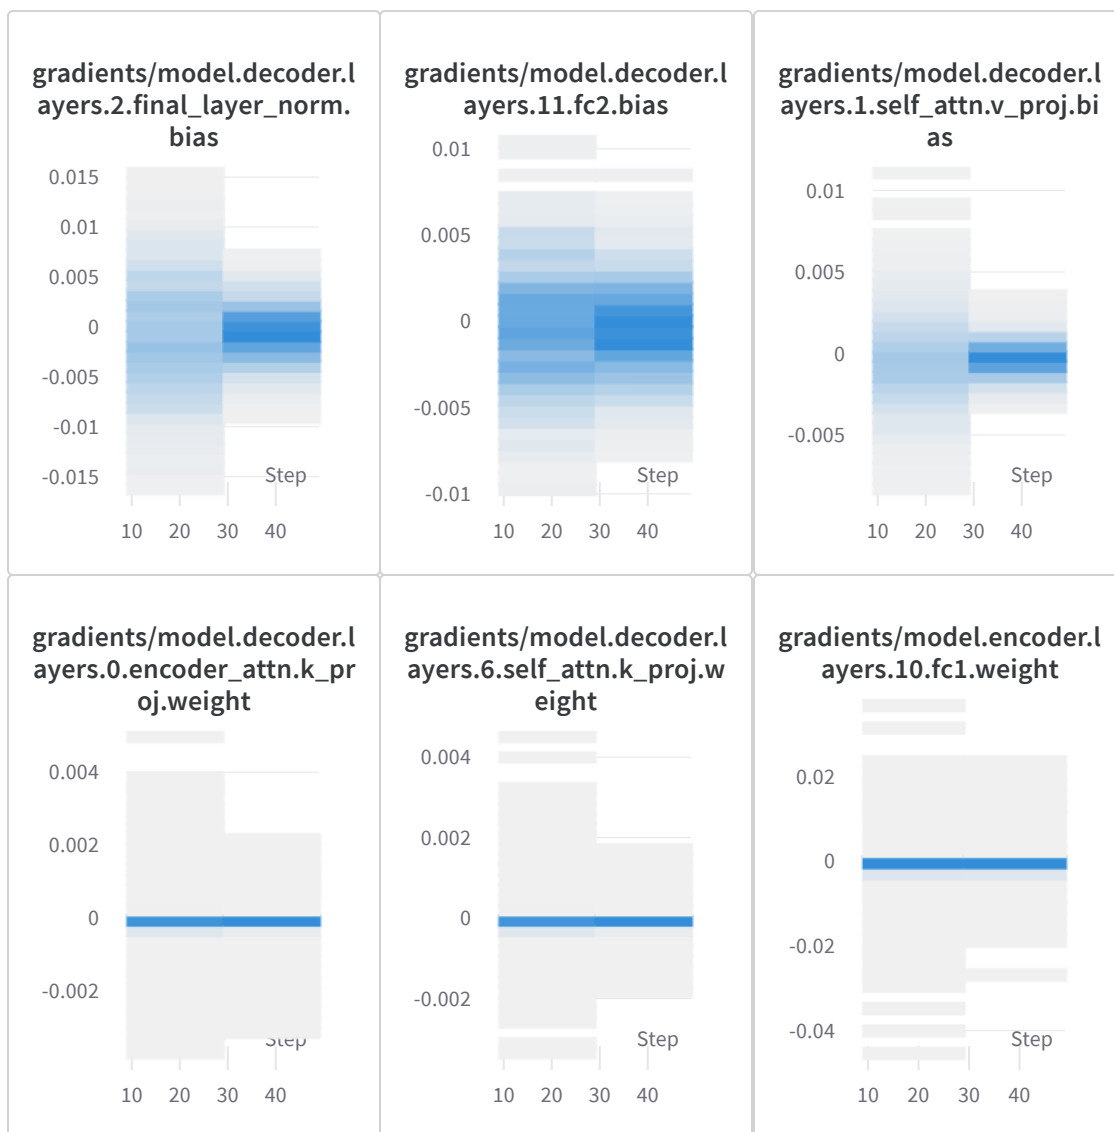 gradients/model.decoder.l
ayers.2.final_layer_norm.
bias
0.015
0.01
0.005
0
-0.005
-0.01
-0.015
Step
10 20 30 40
gradients/model.decoder.l
ayers.11.fc2.bias
0.01
0.005
0
-0.005
-0.01
Step
10 20 30 40
gradients/model.decoder.l
ayers.1.self_attn.v_proj.bi
as
0.01
0.005
0
-0.005
Step
10 20 30 40
gradients/model.decoder.l
ayers.0.encoder_attn.k_pr
oj.weight
0.004
0.002
0
-0.002
Step
10 20 30 40
gradients/model.decoder.l
ayers.6.self_attn.k_proj.w
eight
0.004
0.002
0
-0.002
Step
10 20 30 40
gradients/model.encoder.l
ayers.10.fc1.weight
0.02
0
-0.02
-0.04
Step
10 20 30 40